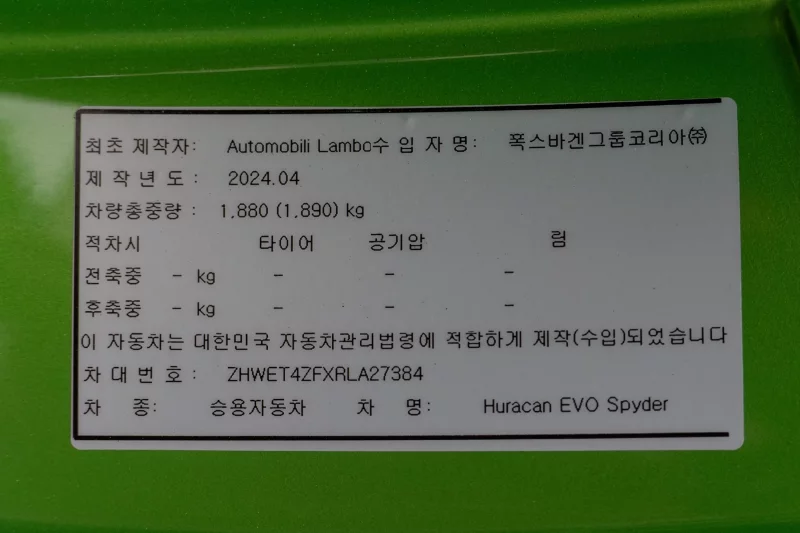 최초 제작자: Automobili Lambo수 입 자 명: 폭스바겐그룹코리아㈜
제 작 년 도 : 2024.04
차량총중량 : 1,880 (1,890) kg
적차시 타이어 공기압 림
전축중 - kg - - -
후축중 - kg - - -
이 자동차는 대한민국 자동차관리법령에 적합하게 제작(수입)되었습니다
차 대 번 호 : ZHWET4ZFXRLA27384
차 종: 승용자동차 차 명: Huracan EVO Spyder